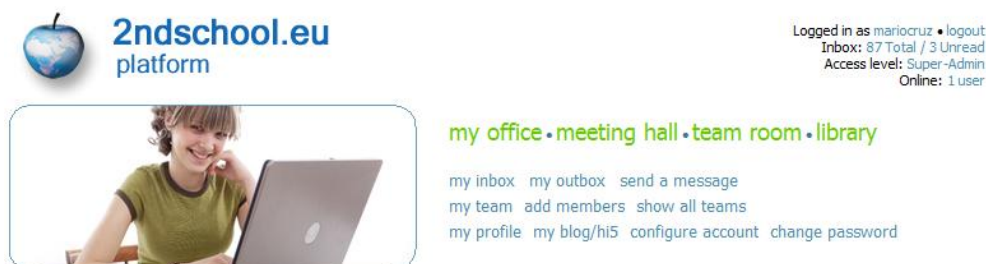 2ndschool.eu
platform
Logged in as mariocruz • logout
Inbox: 87 Total / 3 Unread
Access level: Super-Admin
Online: 1 user
my office • meeting hall • team room • library
my inbox my outbox send a message
my team add members show all teams
my profile my blog/hi5 configure account change password